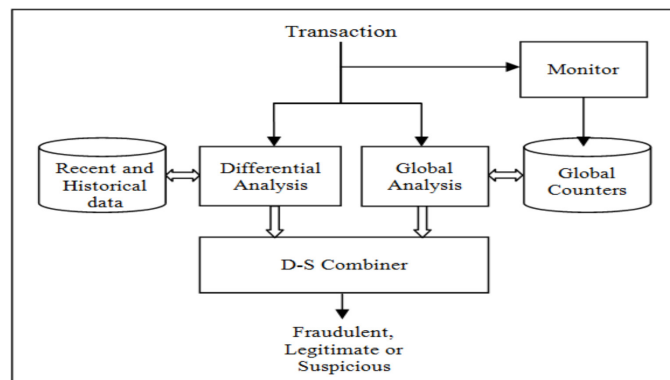 Transaction
Monitor
Recent and
Historical
data
Differential
Analysis
Global
Analysis
Global
Counters
D-S Combiner
Fraudulent,
Legitimate or
Suspicious